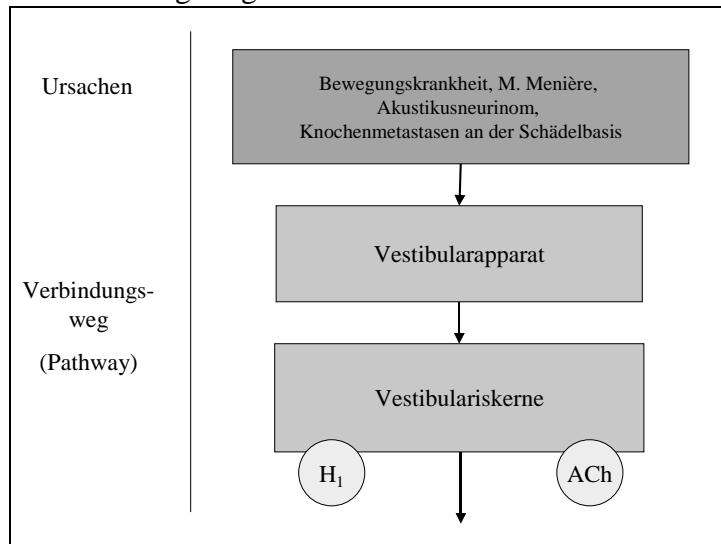 Ursachen
Bewegungskrankheit, M. Menière,
Akustikusneurinom,
Knochenmetastasen an der Schädelbasis
Vestibularapparat
Verbindungs-
weg
(Pathway)
Vestibulariskerne
H₁
ACh